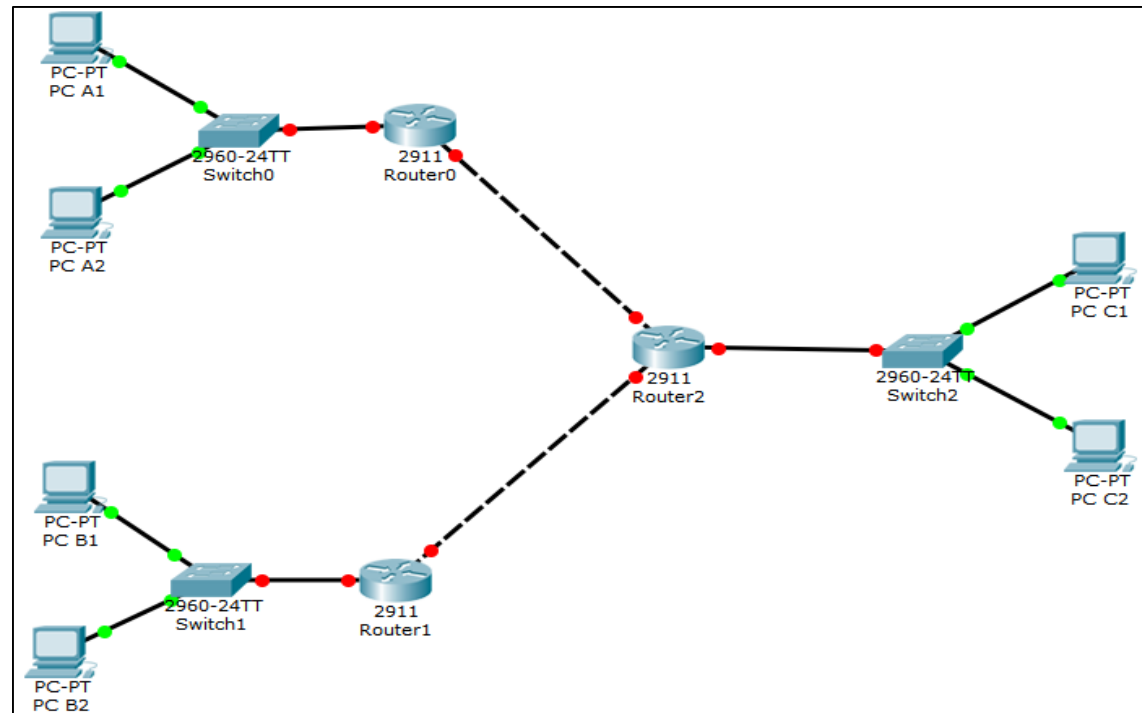 PC-PT
PC A1
2960-24TT
Switch0
2911
Router0
PC-PT
PC A2
PC-PT
PC C1
2911
Router2
2960-24TT
Switch2
PC-PT
PC C2
PC-PT
PC B1
2960-24TT
Switch1
2911
Router1
PC-PT
PC B2